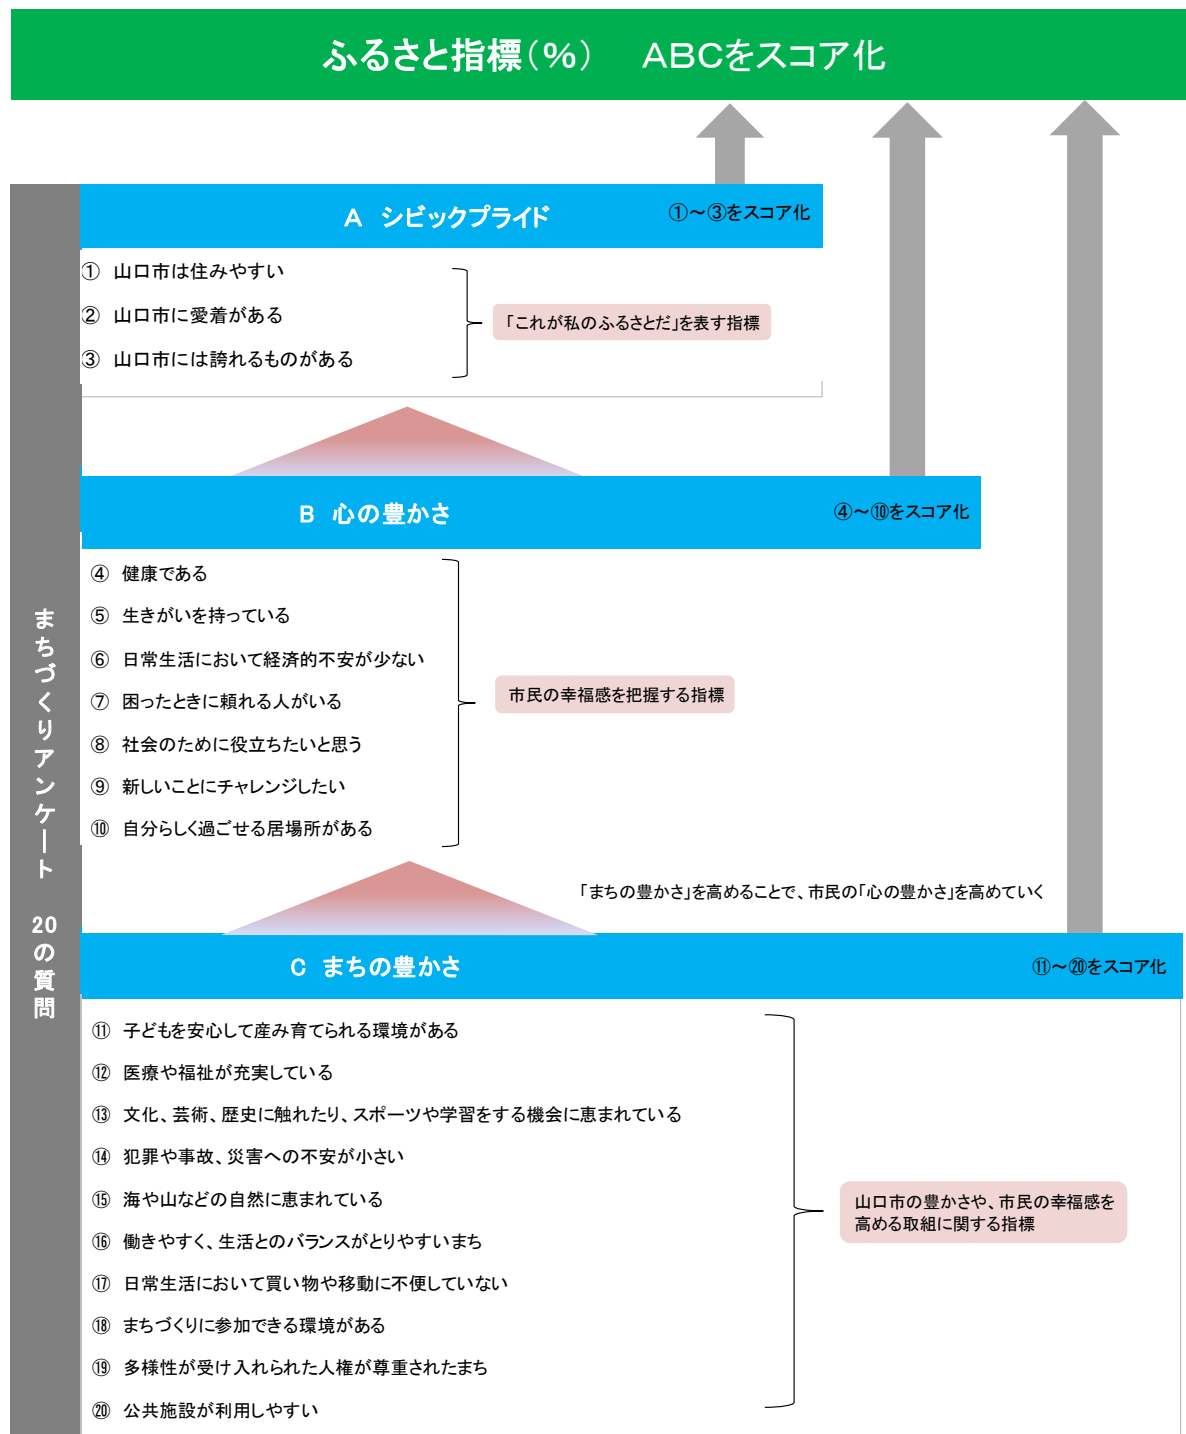 ふるさと指標（％）　ABCをスコア化
A　シビックプライド　①～③をスコア化
①　山口市は住みやすい
②　山口市に愛着がある
③　山口市には誇れるものがある
「これが私のふるさとだ」を表す指標
B　心の豊かさ　④～⑩をスコア化
④　健康である
⑤　生きがいを持っている
⑥　日常生活において経済的不安が少ない
⑦　困ったときに頼れる人がいる
⑧　社会のために役立ちたいと思う
⑨　新しいことにチャレンジしたい
⑩　自分らしく過ごせる居場所がある
市民の幸福感を把握する指標
「まちの豊かさ」を高めることで、市民の「心の豊かさ」を高めていく
C　まちの豊かさ　⑪～⑳をスコア化
⑪　子どもを安心して産み育てられる環境がある
⑫　医療や福祉が充実している
⑬　文化、芸術、歴史に触れたり、スポーツや学習をする機会に恵まれている
⑭　犯罪や事故、災害への不安が小さい
⑮　海や山などの自然に恵まれている
⑯　働きやすく、生活とのバランスがとりやすいまち
⑰　日常生活において買い物や移動に不便していない
⑱　まちづくりに参加できる環境がある
⑲　多様性が受け入れられた人権が尊重されたまち
⑳　公共施設が利用しやすい
山口市の豊かさや、市民の幸福感を
高める取組に関する指標
まちづくりアンケート　20の質問